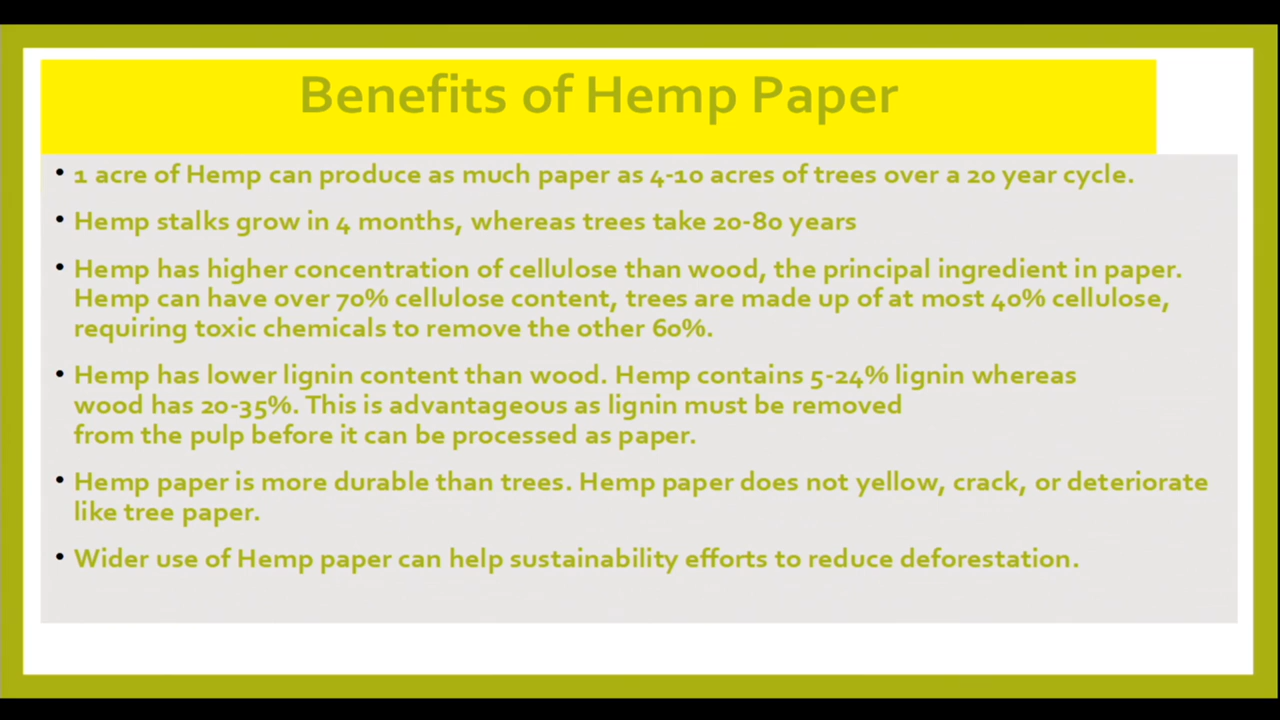 Benefits of Hemp Paper
• 1 acre of Hemp can produce as much paper as 4-10 acres of trees over a 20 year cycle.
• Hemp stalks grow in 4 months, whereas trees take 20-80 years
• Hemp has higher concentration of cellulose than wood, the principal ingredient in paper.
Hemp can have over 70% cellulose content, trees are made up of at most 40% cellulose,
requiring toxic chemicals to remove the other 60%.
• Hemp has lower lignin content than wood. Hemp contains 5-24% lignin whereas
wood has 20-35%. This is advantageous as lignin must be removed
from the pulp before it can be processed as paper.
• Hemp paper is more durable than trees. Hemp paper does not yellow, crack, or deteriorate
like tree paper.
• Wider use of Hemp paper can help sustainability efforts to reduce deforestation.